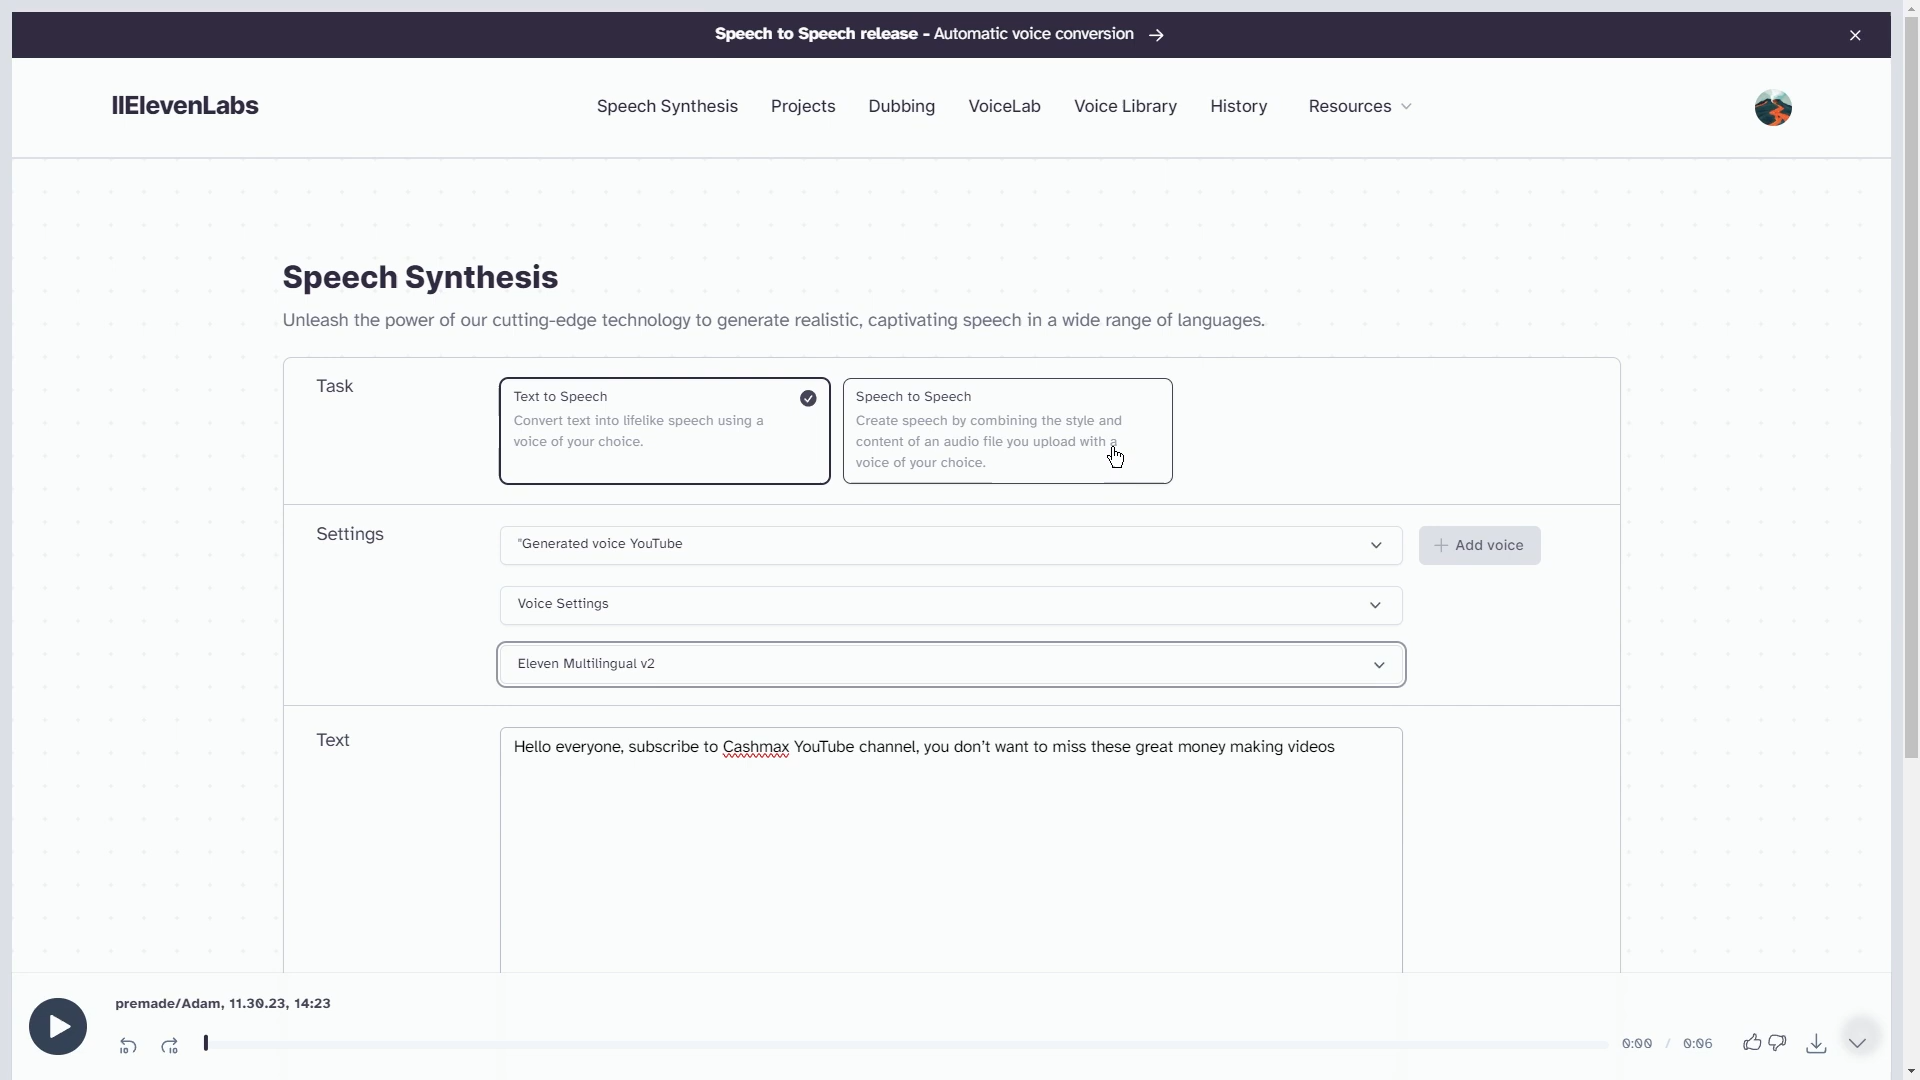 Speech to Speech release - Automatic voice conversion
IIElevenLabs
Speech Synthesis
Projects
Dubbing
VoiceLab
Voice Library
History
Resources
Speech Synthesis
Unleash the power of our cutting-edge technology to generate realistic, captivating speech in a wide range of languages.
Task
Text to Speech
Convert text into lifelike speech using a
voice of your choice.
Speech to Speech
Create speech by combining the style and
content of an audio file you upload with a
voice of your choice.
Settings
"Generated voice YouTube
Add voice
Voice Settings
Eleven Multilingual v2
Text
Hello everyone, subscribe to Cashmax YouTube channel, you don't want to miss these great money making videos
premade/Adam, 11.30.23, 14:23
10
10
0:00 / 0:06